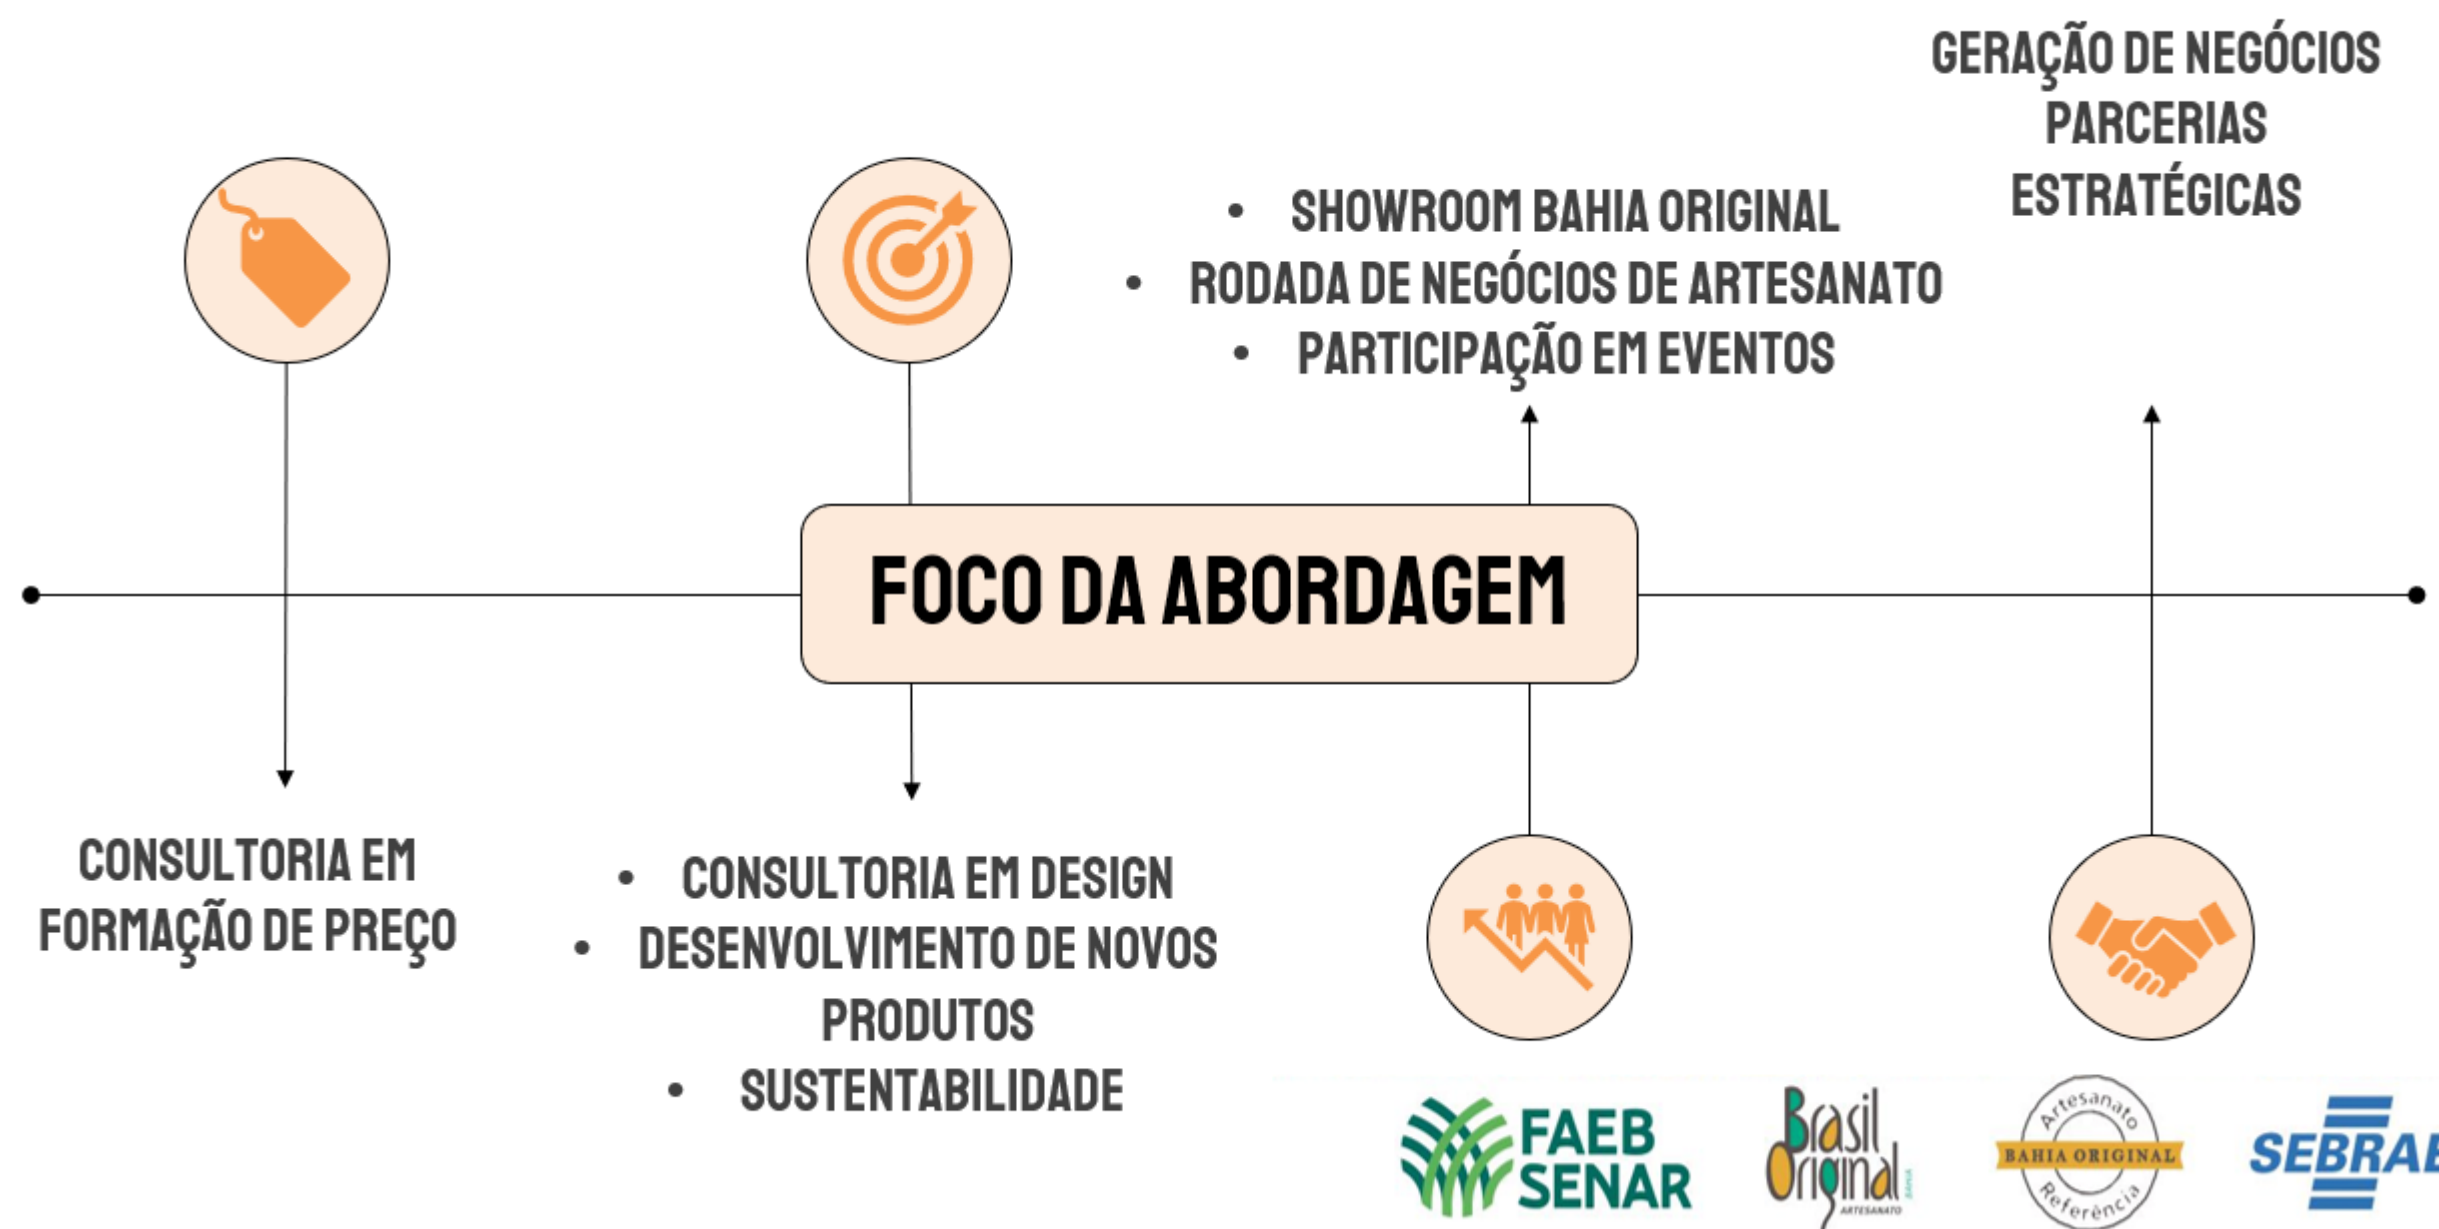 GERAÇÃO DE NEGÓCIOS
PARCERIAS
ESTRATÉGICAS
• SHOWROOM BAHIA ORIGINAL
• RODADA DE NEGÓCIOS DE ARTESANATO
• PARTICIPAÇÃO EM EVENTOS
FOCO DA ABORDAGEM
CONSULTORIA EM
FORMAÇÃO DE PREÇO
• CONSULTORIA EM DESIGN
• DESENVOLVIMENTO DE NOVOS
PRODUTOS
• SUSTENTABILIDADE
FAEB
SENAR
Brasil
Original
BAHIA
ARTESANATO
Artesanato
BAHIA ORIGINAL
Referência
SEBRAE